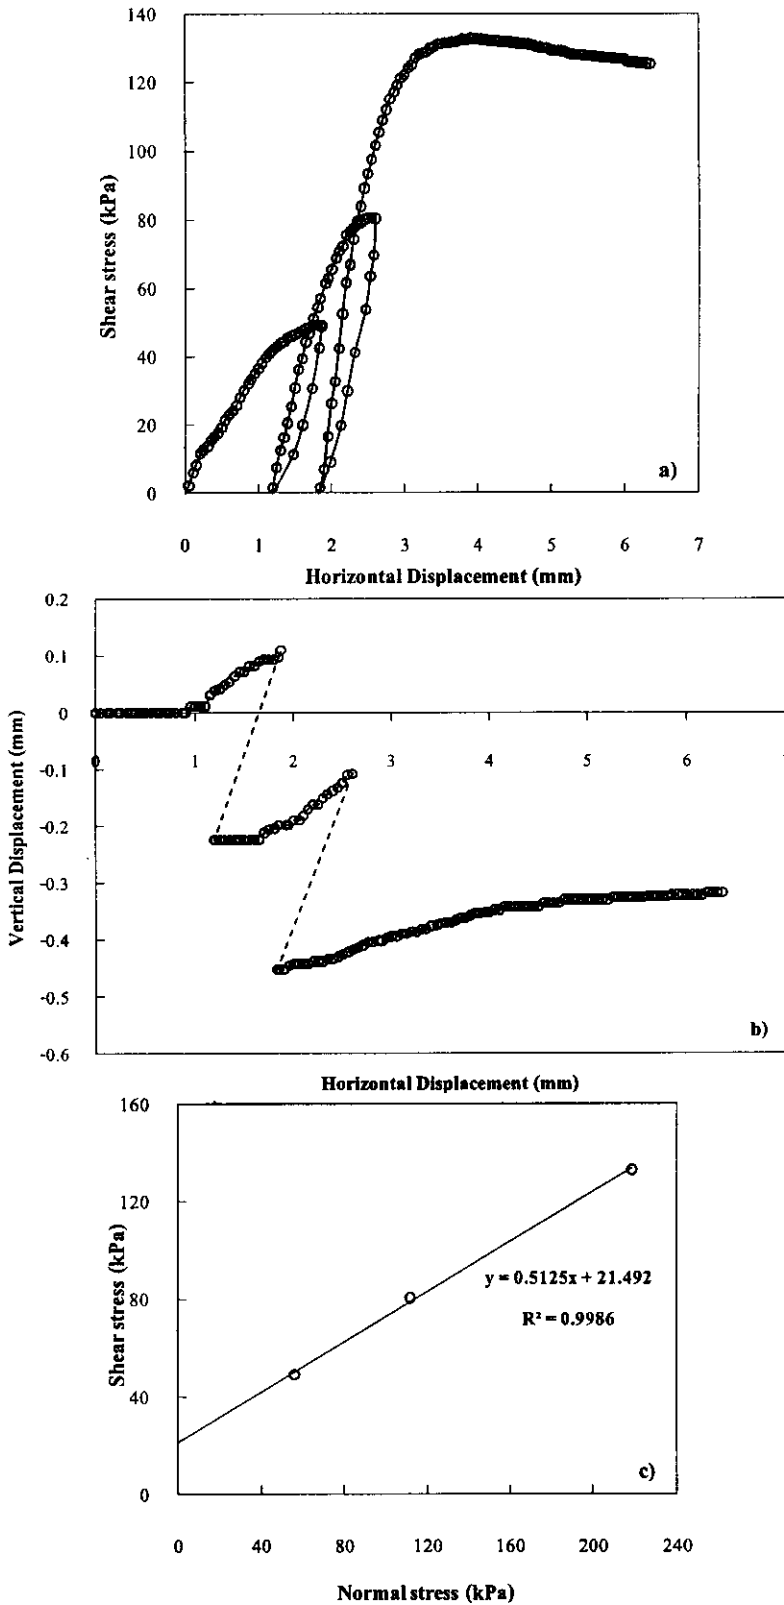 140
120
100
80
60
40
20
0
Shear stress (kPa)
a)
0 1 2 3 4 5 6 7
Horizontal Displacement (mm)
0.2
0.1
0
-0.1
-0.2
-0.3
-0.4
-0.5
-0.6
Vertical Displacement (mm)
0 1 2 3 4 5 6
b)
Horizontal Displacement (mm)
160
120
80
40
0
Shear stress (kPa)
y = 0.5125x + 21.492
R² = 0.9986
c)
0 40 80 120 160 200 240
Normal stress (kPa)